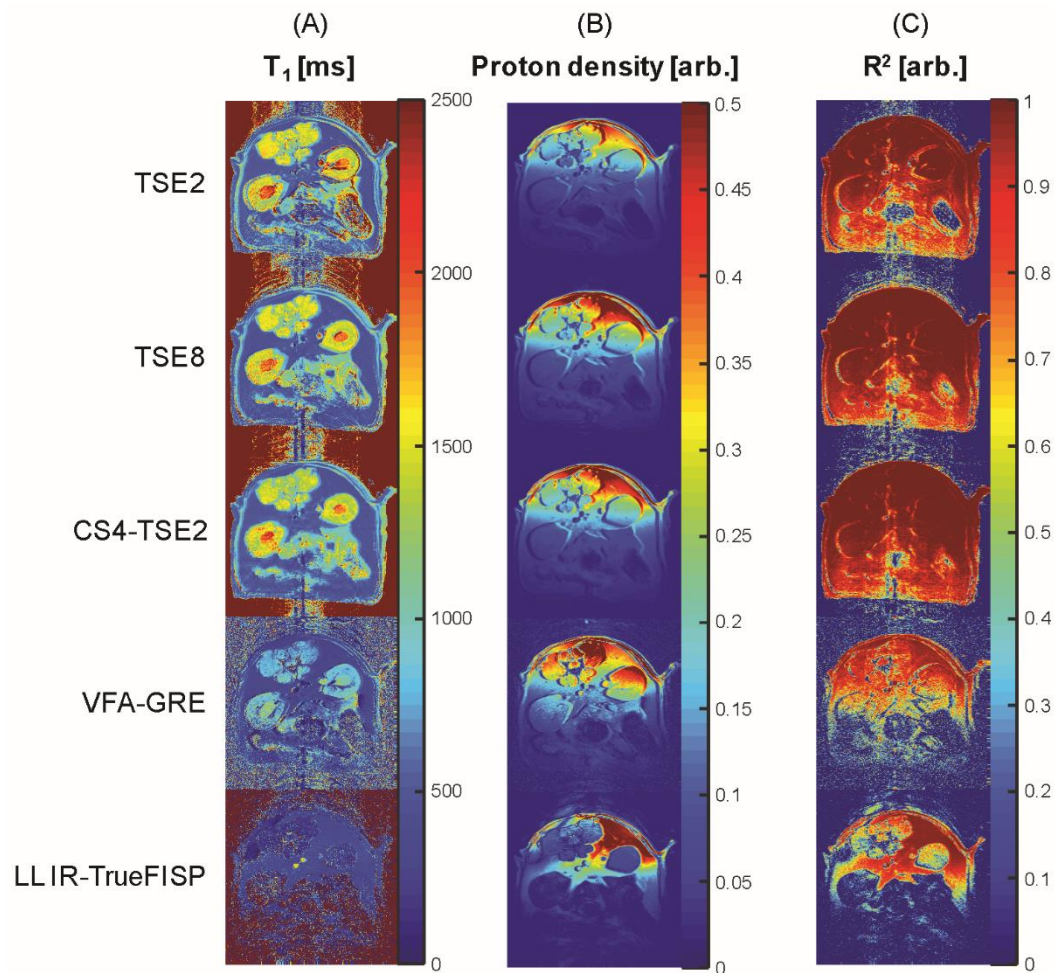 (A) (B) (C)
T₁ [ms] Proton density [arb.] R² [arb.]
2500 0.5 1
TSE2
0.45 0.9
2000 0.4 0.8
TSE8
0.35 0.7
1500 0.3 0.6
CS4-TSE2
0.25 0.5
1000 0.2 0.4
VFA-GRE
0.15 0.3
500 0.1 0.2
LL IR-TrueFISP
0.05 0.1
0 0 0